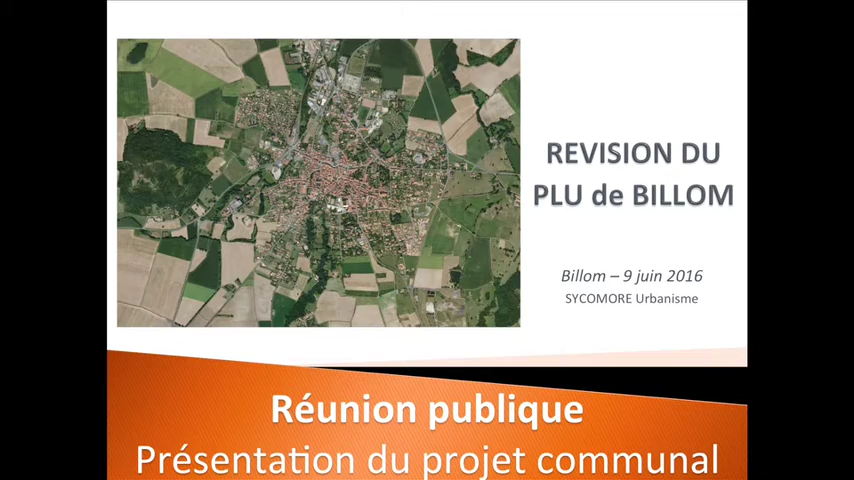 REVISION DU
PLU de BILLOM
Billom – 9 juin 2016
SYCOMORE Urbanisme
Réunion publique
Présentation du projet communal